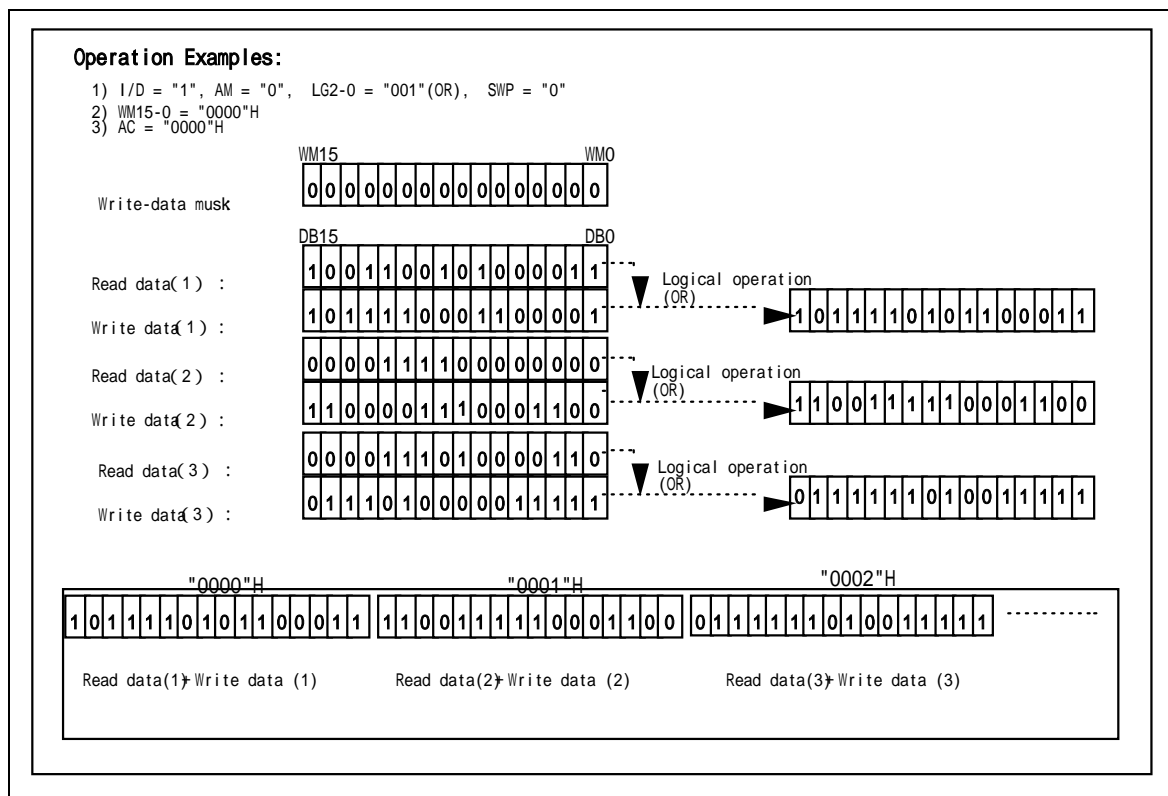 Operation Examples:
1) I/D = "1", AM = "0", LG2-0 = "001"(OR), SWP = "0"
2) WM15-0 = "0000"H
3) AC = "0000"H
WM15 WM0
Write-data musk 0 0 0 0 0 0 0 0 0 0 0 0 0 0 0 0
DB15 DB0
Read data(1) : 1 0 0 1 1 0 0 1 0 1 0 0 0 0 1 1
Logical operation
(OR)
Write data(1) : 1 0 1 1 1 1 0 0 0 1 1 0 0 0 0 1
1 0 1 1 1 1 0 1 0 1 1 0 0 0 1 1
Read data(2) : 0 0 0 0 1 1 1 1 0 0 0 0 0 0 0 0
Logical operation
(OR)
Write data(2) : 1 1 0 0 0 0 1 1 1 0 0 0 1 1 0 0
1 1 0 0 1 1 1 1 1 0 0 0 1 1 0 0
Read data(3) : 0 0 0 0 1 1 1 0 1 0 0 0 0 1 1 0
Logical operation
(OR)
Write data(3) : 0 1 1 1 0 1 0 0 0 0 0 1 1 1 1 1
0 1 1 1 1 1 1 0 1 0 0 1 1 1 1 1
"0000"H "0001"H "0002"H
1 0 1 1 1 1 0 1 0 1 1 0 0 0 1 1 1 1 0 0 1 1 1 1 1 0 0 0 1 1 0 0 0 1 1 1 1 1 1 0 1 0 0 1 1 1 1 1
Read data(1)+Write data (1) Read data(2)+Write data (2) Read data(3)+Write data (3)